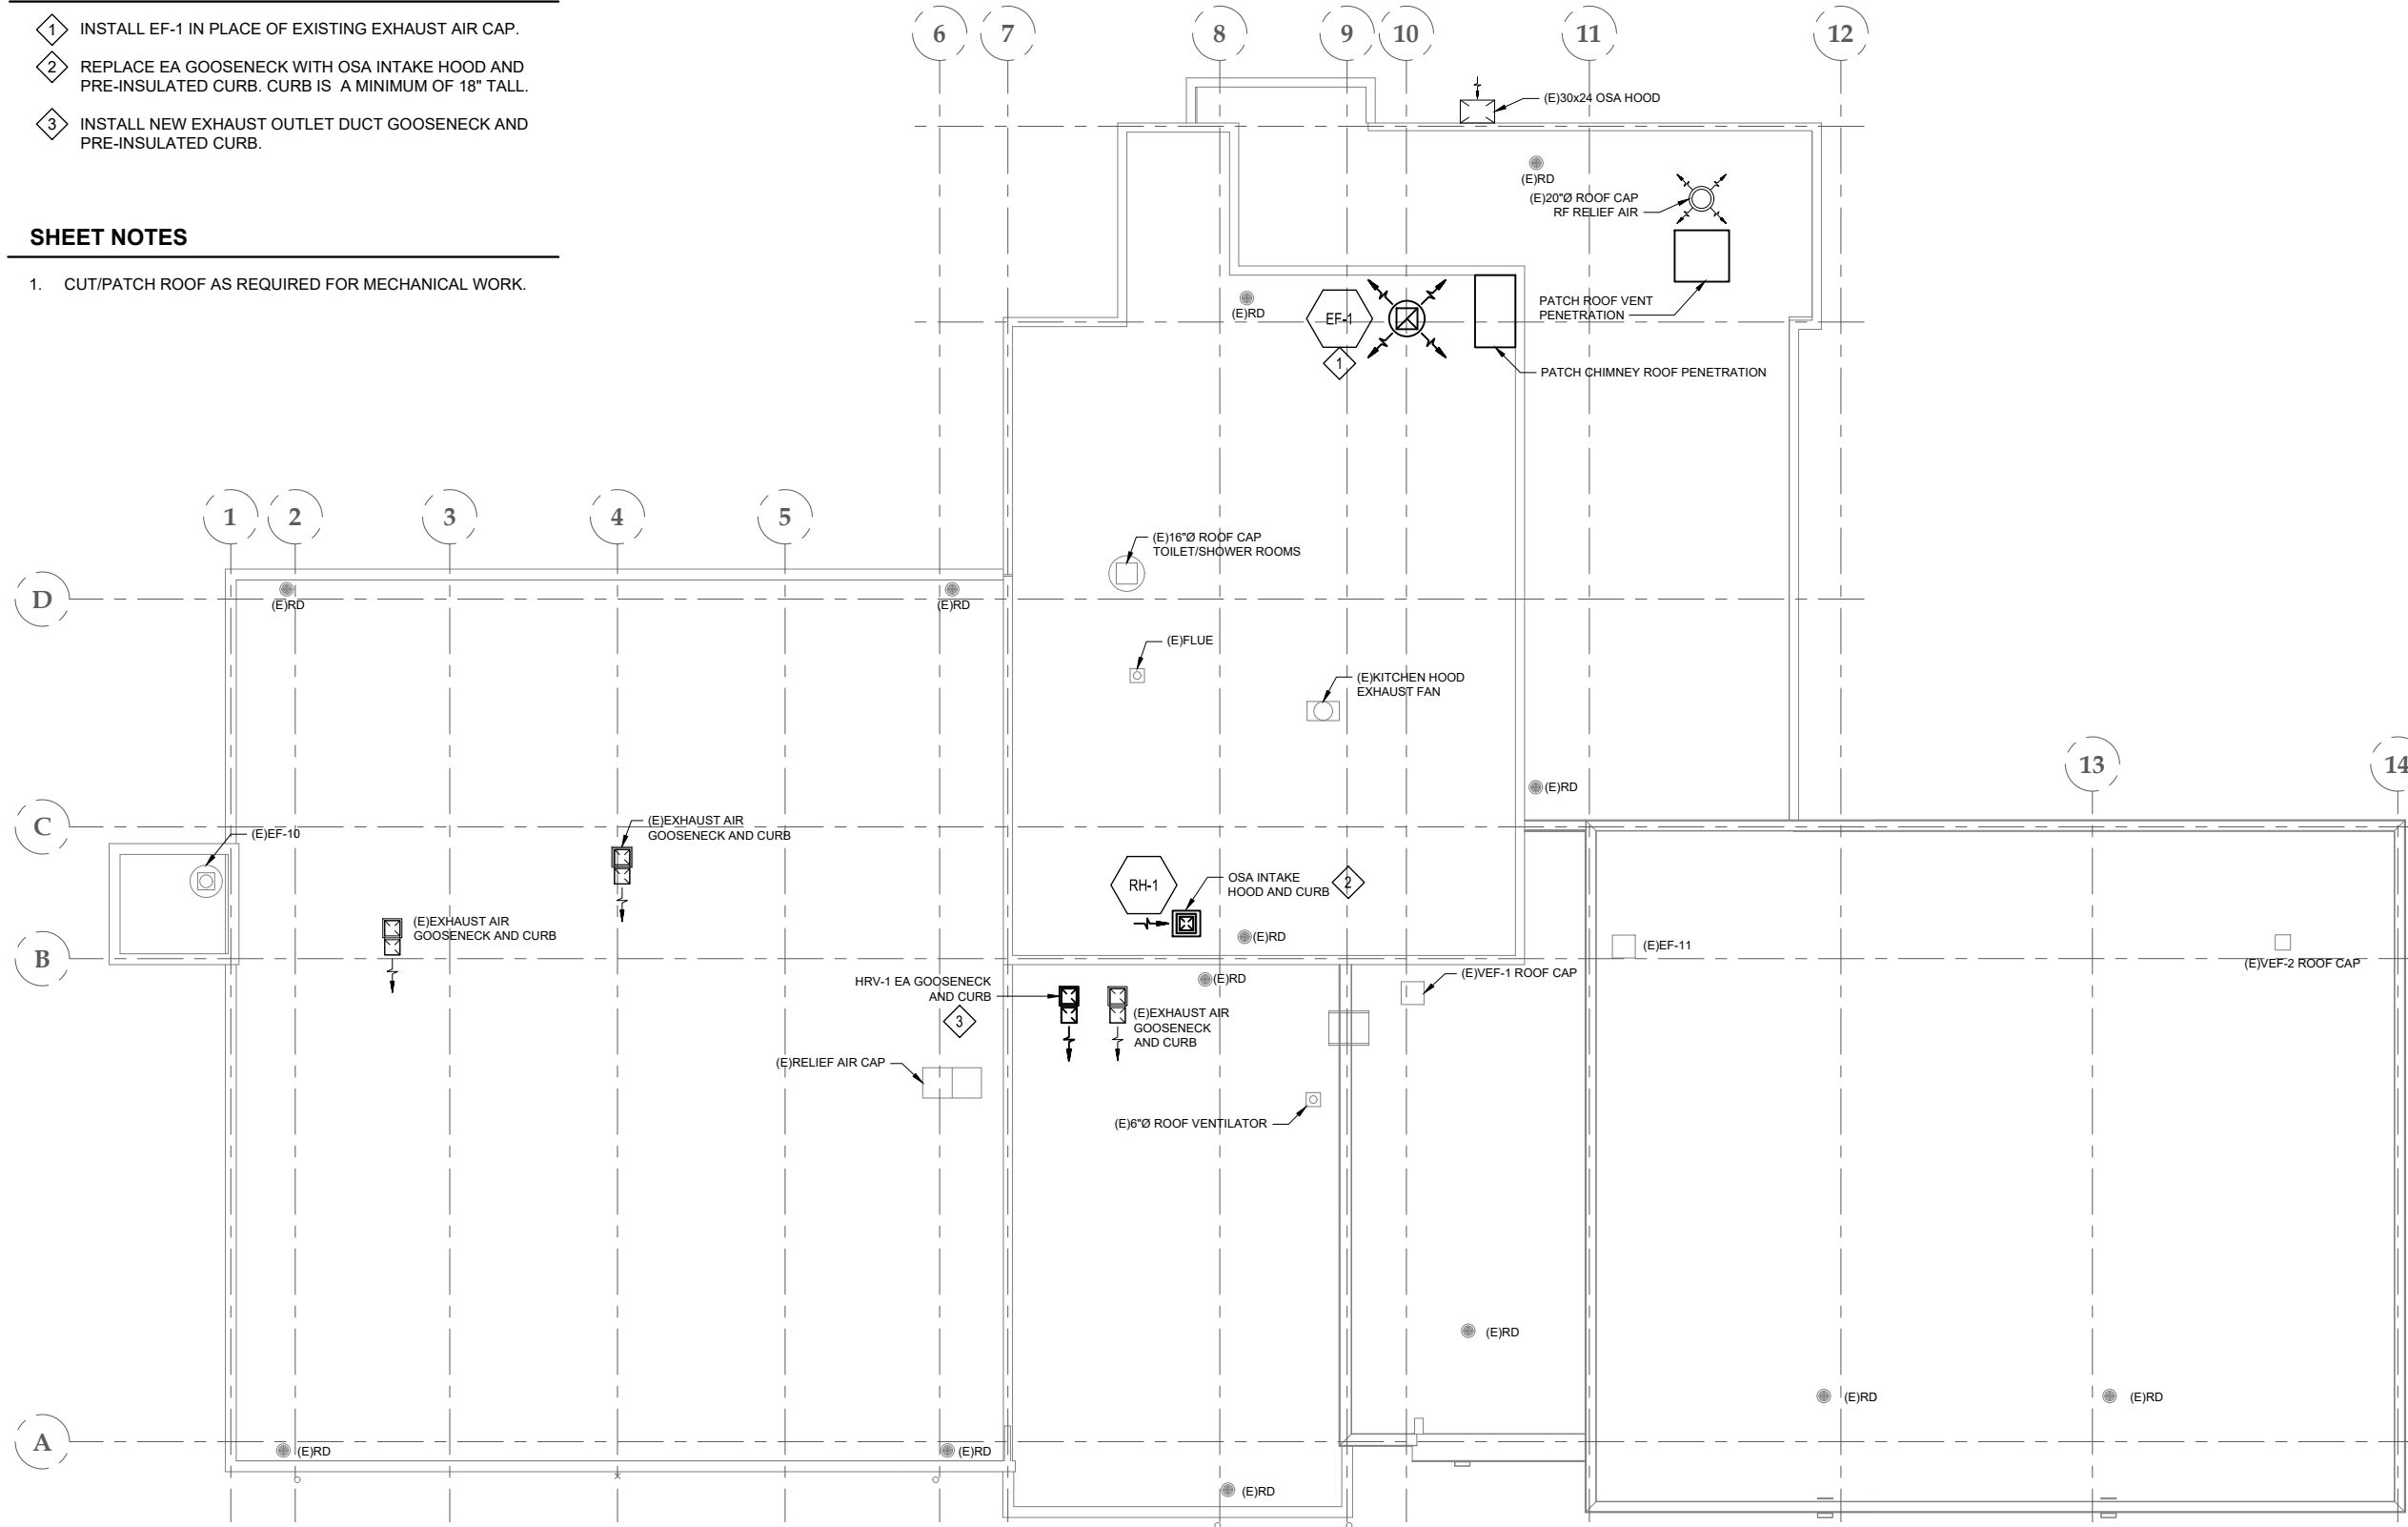 1 INSTALL EF-1 IN PLACE OF EXISTING EXHAUST AIR CAP.
2 REPLACE EA GOOSENECK WITH OSA INTAKE HOOD AND
PRE-INSULATED CURB. CURB IS A MINIMUM OF 18" TALL.
3 INSTALL NEW EXHAUST OUTLET DUCT GOOSENECK AND
PRE-INSULATED CURB.
SHEET NOTES
1. CUT/PATCH ROOF AS REQUIRED FOR MECHANICAL WORK.
6 7 8 9 10 11 12
(E)30x24 OSA HOOD
(E)RD
(E)20"Ø ROOF CAP
RF RELIEF AIR
(E)RD
EF-1
1
PATCH ROOF VENT
PENETRATION
PATCH CHIMNEY ROOF PENETRATION
1 2 3 4 5
(E)16"Ø ROOF CAP
TOILET/SHOWER ROOMS
D
(E)RD
(E)RD
(E)FLUE
(E)KITCHEN HOOD
EXHAUST FAN
13 14
(E)RD
C
(E)EF-10
(E)EXHAUST AIR
GOOSENECK AND CURB
RH-1
OSA INTAKE
HOOD AND CURB
2
(E)EXHAUST AIR
GOOSENECK AND CURB
(E)RD
B
(E)EF-11
(E)VEF-2 ROOF CAP
(E)VEF-1 ROOF CAP
(E)RD
HRV-1 EA GOOSENECK
AND CURB
3
(E)EXHAUST AIR
GOOSENECK
AND CURB
(E)RELIEF AIR CAP
(E)6"Ø ROOF VENTILATOR
(E)RD
(E)RD
(E)RD
A
(E)RD
(E)RD
(E)RD